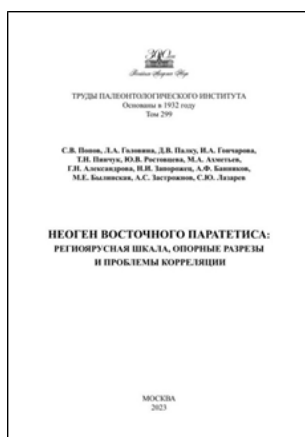 ТРУДЫ ПАЛЕОНТОЛОГИЧЕСКОГО ИНСТИТУТА
Основаны в 1932 году
Том 299
С.В. Попов, Л.А. Головина, Д.В. Палку, И.А. Гончарова,
Т.Н. Пинчук, Ю.В. Ростовцева, М.А. Ахметьев,
Г.Н. Александрова, Н.И. Запорожец, А.Ф. Банников,
М.Е. Былинская, А.С. Застрожнов, С.Ю. Лазарев
НЕОГЕН ВОСТОЧНОГО ПАРАТЕТИСА:
РЕГИОЯРУСНАЯ ШКАЛА, ОПОРНЫЕ РАЗРЕЗЫ
И ПРОБЛЕМЫ КОРРЕЛЯЦИИ
МОСКВА
2023